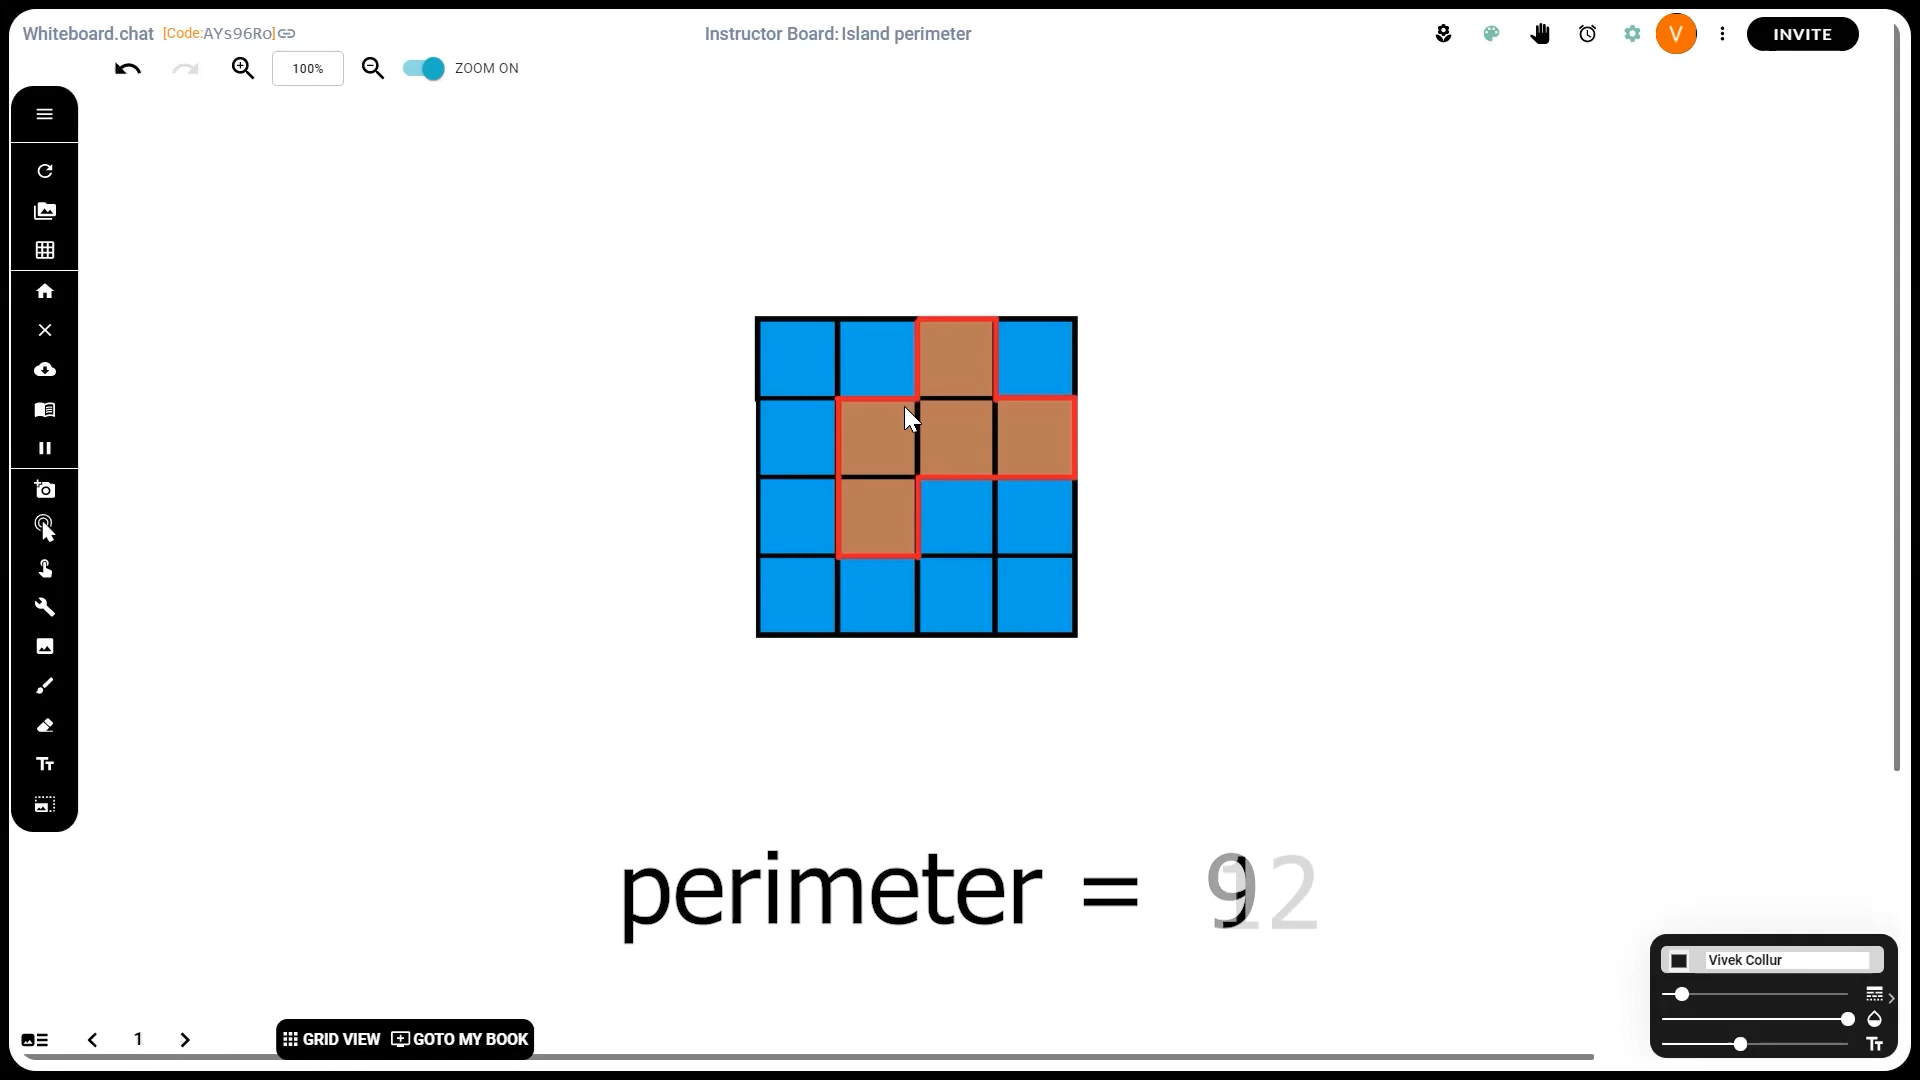 Whiteboard.chat [Code:AYs96Ro] Instructor Board: Island perimeter V INVITE
100% ZOOM ON
perimeter =
Vivek Collur
1 GRID VIEW GOTO MY BOOK